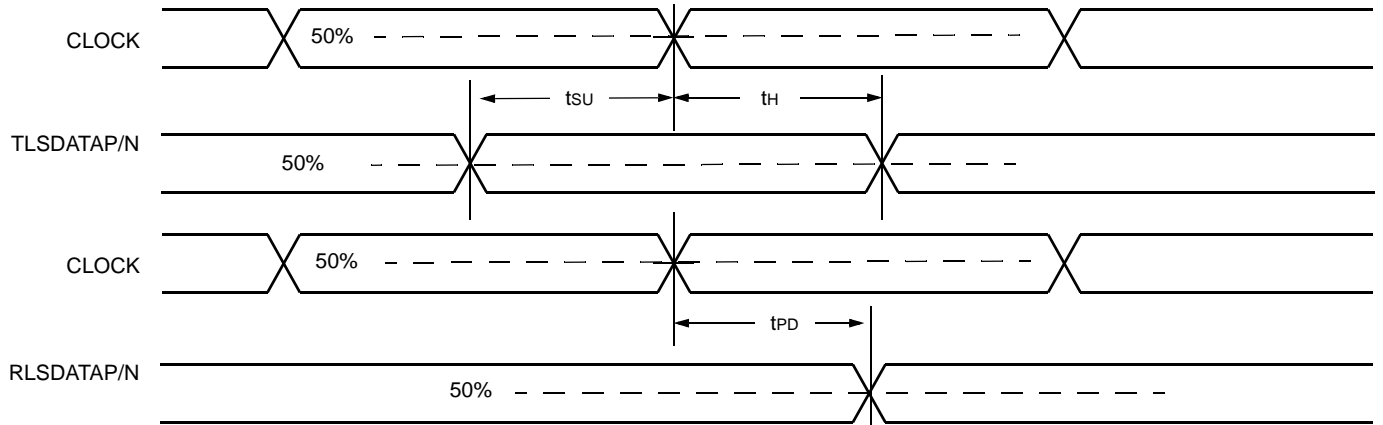 CLOCK 50%
tSU tH
TLSDATAP/N 50%
CLOCK 50%
tPD
RLSDATAP/N 50%